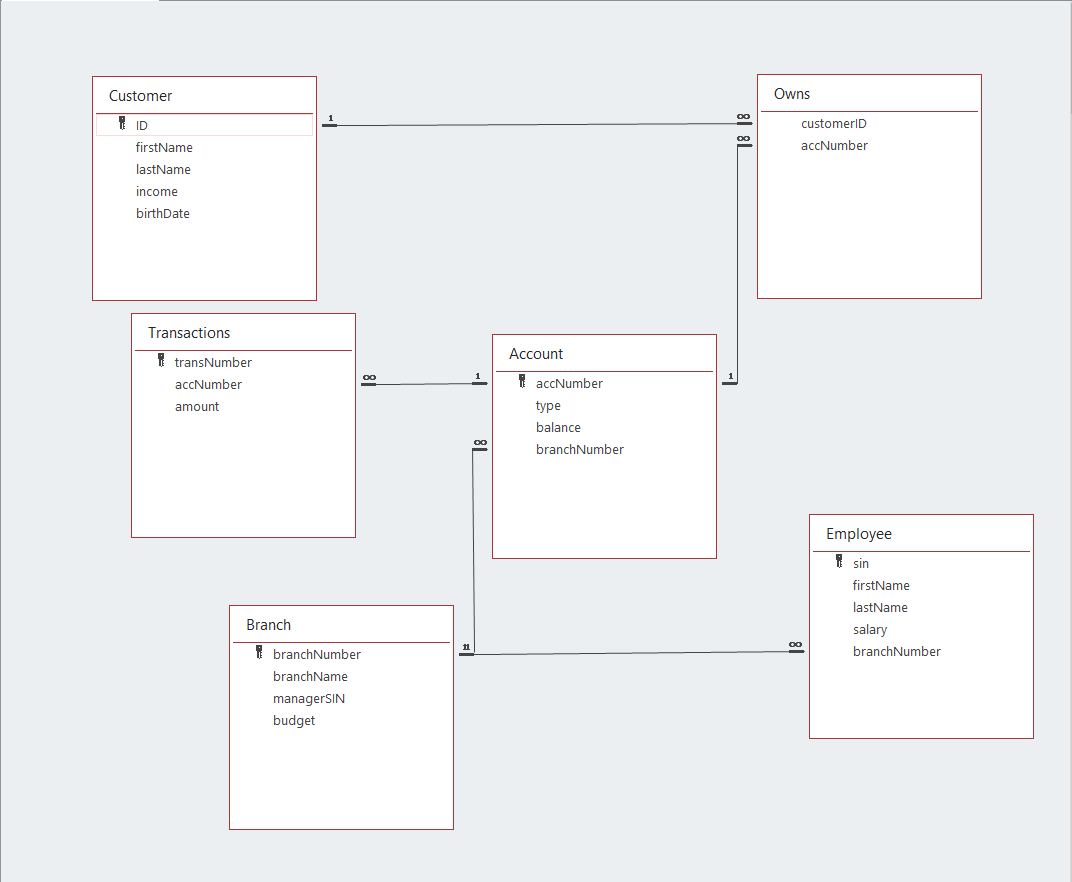 Customer
ID
firstName
lastName
income
birthDate
1
∞
∞
Owns
customerID
accNumber
Transactions
transNumber
accNumber
amount
∞
1
Account
accNumber
type
balance
branchNumber
1
∞
Branch
branchNumber
branchName
managerSIN
budget
11
∞
Employee
sin
firstName
lastName
salary
branchNumber